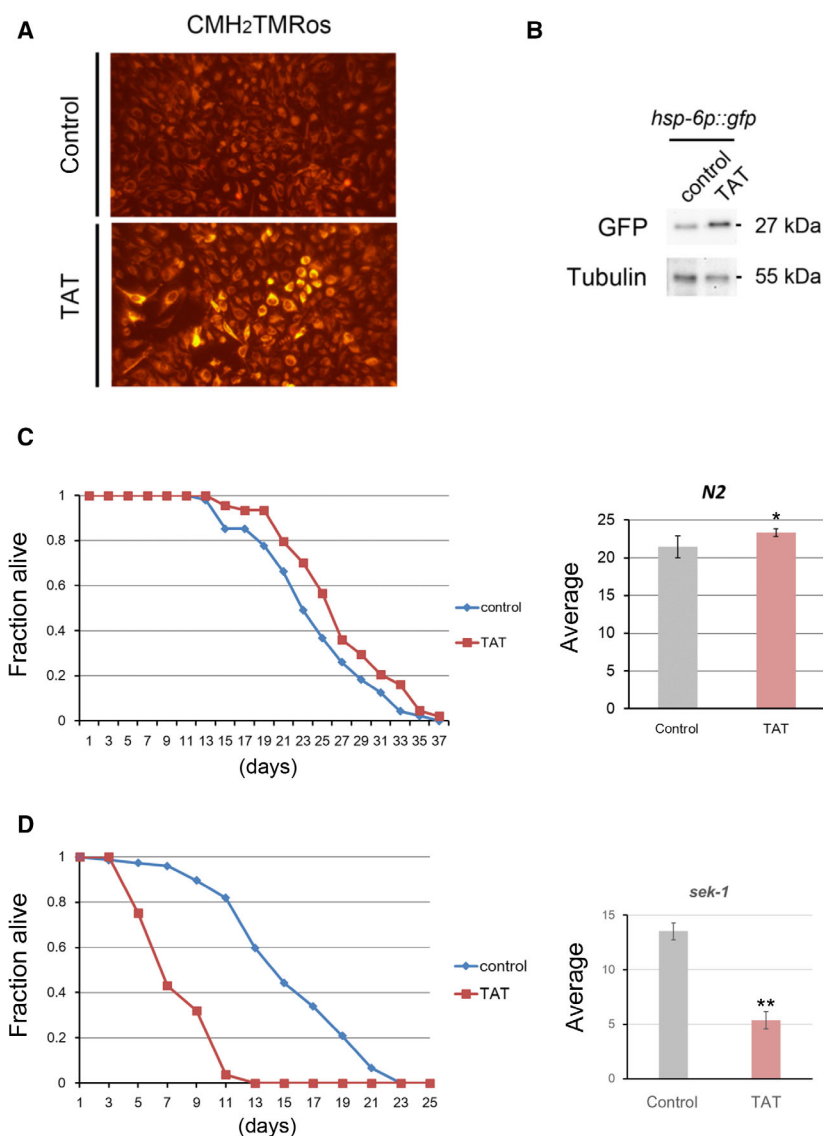 A
CMH₂TMRos
Control
TAT
B
hsp-6p::gfp
control
TAT
GFP
- 27 kDa
Tubulin
- 55 kDa
C
Fraction alive
1
0.8
0.6
0.4
0.2
0
1 3 5 7 9 11 13 15 17 19 21 23 25 27 29 31 33 35 37
(days)
control
TAT
N2
Average
25
20
15
10
5
0
*
Control TAT
D
Fraction alive
1
0.8
0.6
0.4
0.2
0
1 3 5 7 9 11 13 15 17 19 21 23 25
(days)
control
TAT
sek-1
Average
15
10
5
0
**
Control TAT